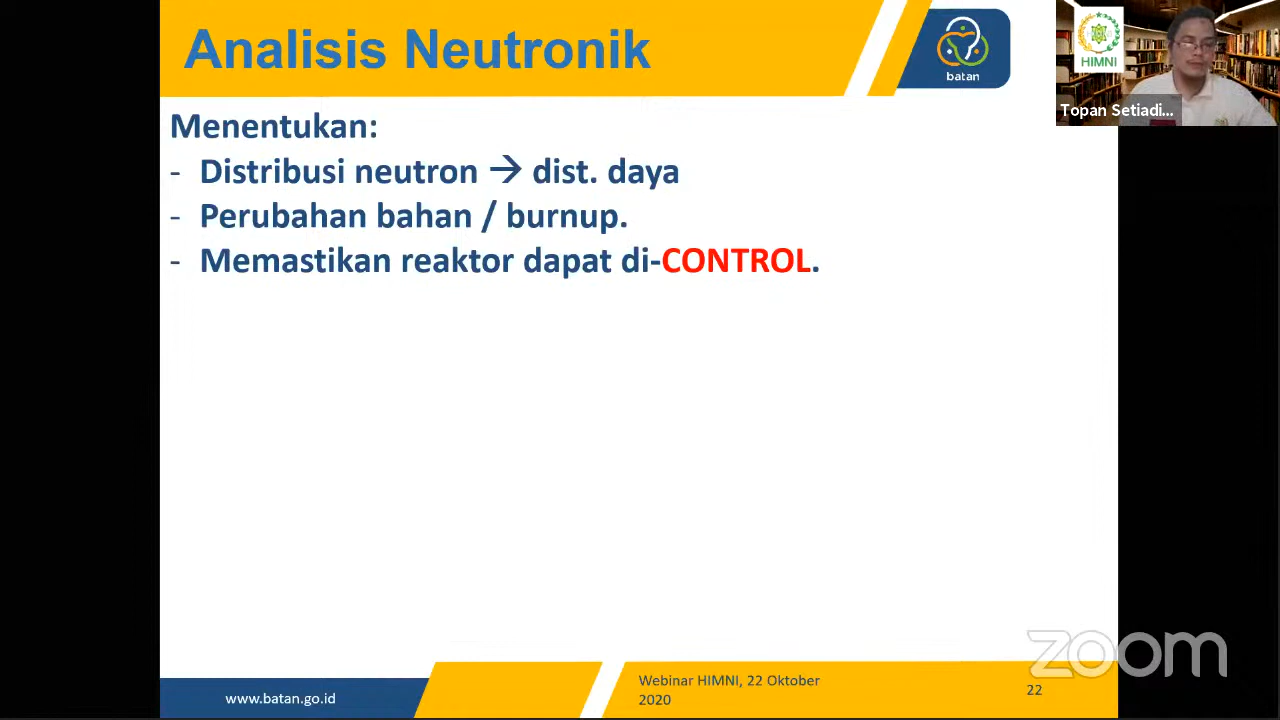 Analisis Neutronik
batan
HIMNI
Topan Setiadi...
Menentukan:
- Distribusi neutron → dist. daya
- Perubahan bahan / burnup.
- Memastikan reaktor dapat di-CONTROL.
zoom
www.batan.go.id
Webinar HIMNI, 22 Oktober
2020
22